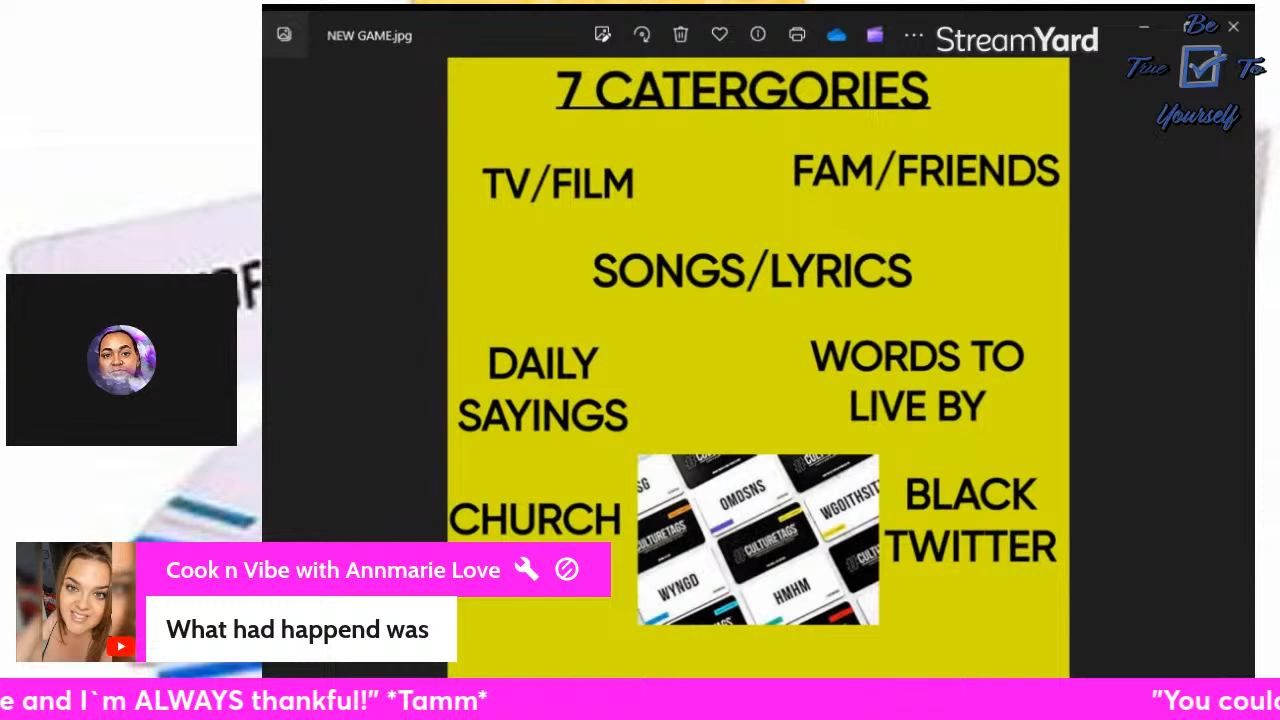 NEW GAME.jpg
StreamYard
Be
True To
Yourself
7 CATERGORIES
TV/FILM
FAM/FRIENDS
SONGS/LYRICS
DAILY
SAYINGS
WORDS TO
LIVE BY
CHURCH
BLACK
TWITTER
OMDSNS
WGOITHSIT
#CULTURETAGS
WYNGD
HMHM
Cook n Vibe with Annmarie Love
What had happend was
e and I`m ALWAYS thankful!” *Tamm*
”You could